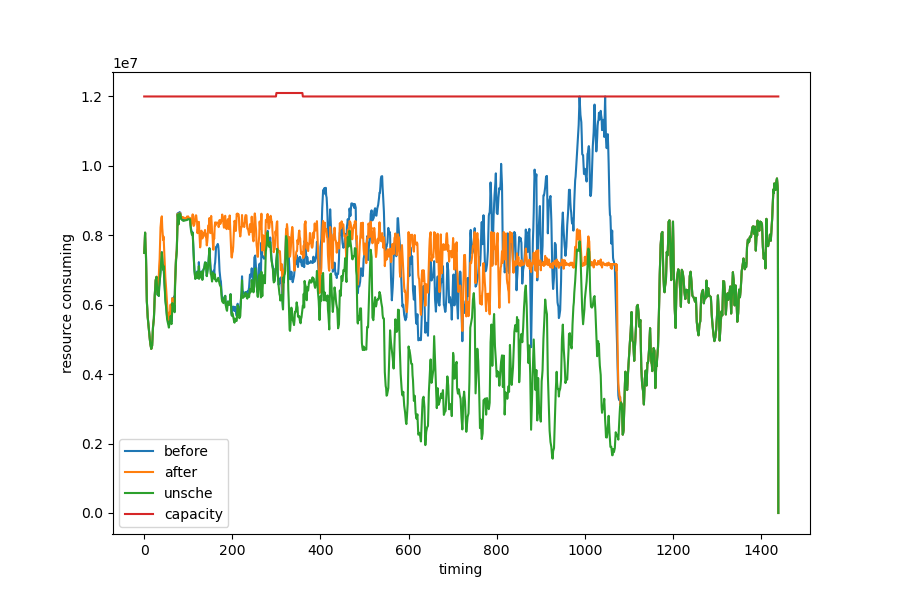 1e7
1.2
1.0
0.8
0.6
0.4
0.2
0.0
resource consuming
before
after
unsche
capacity
0 200 400 600 800 1000 1200 1400
timing